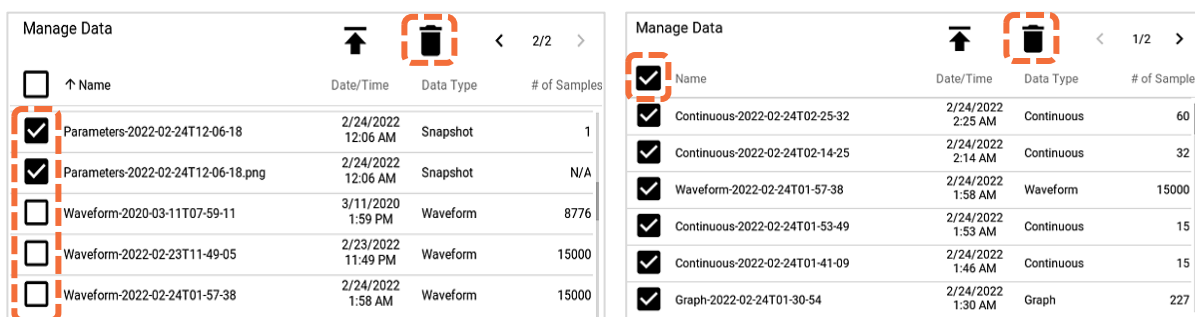 Manage Data
2/2
Name Date/Time Data Type # of Samples
Parameters-2022-02-24T12-06-18 2/24/2022 12:06 AM Snapshot 1
Parameters-2022-02-24T12-06-18.png 2/24/2022 12:06 AM Snapshot N/A
Waveform-2020-03-11T07-59-11 3/11/2020 1:59 PM Waveform 8776
Waveform-2022-02-23T11-49-05 2/23/2022 11:49 PM Waveform 15000
Waveform-2022-02-24T01-57-38 2/24/2022 1:58 AM Waveform 15000
Manage Data
1/2
Name Date/Time Data Type # of Sample
Continuous-2022-02-24T02-25-32 2/24/2022 2:25 AM Continuous 60
Continuous-2022-02-24T02-14-25 2/24/2022 2:14 AM Continuous 32
Waveform-2022-02-24T01-57-38 2/24/2022 1:58 AM Waveform 15000
Continuous-2022-02-24T01-53-49 2/24/2022 1:53 AM Continuous 15
Continuous-2022-02-24T01-41-09 2/24/2022 1:46 AM Continuous 15
Graph-2022-02-24T01-30-54 2/24/2022 1:30 AM Graph 227